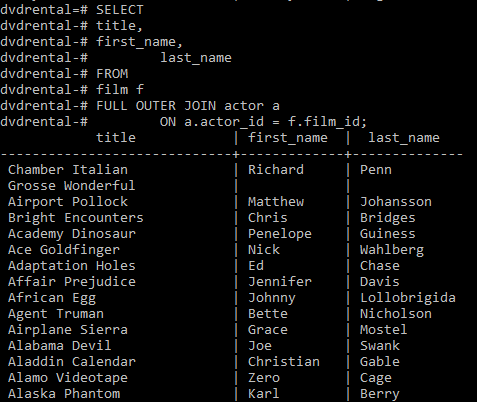 dvdrental=# SELECT
dvdrental-# title,
dvdrental-# first_name,
dvdrental-#         last_name
dvdrental-# FROM
dvdrental-# film f
dvdrental-# FULL OUTER JOIN actor a
dvdrental-#         ON a.actor_id = f.film_id;
            title            | first_name  |  last_name
-----------------------------+-------------+--------------
 Chamber Italian             | Richard     | Penn
 Grosse Wonderful            |             |
 Airport Pollock             | Matthew     | Johansson
 Bright Encounters           | Chris       | Bridges
 Academy Dinosaur            | Penelope    | Guiness
 Ace Goldfinger              | Nick        | Wahlberg
 Adaptation Holes            | Ed          | Chase
 Affair Prejudice            | Jennifer    | Davis
 African Egg                 | Johnny      | Lollobrigida
 Agent Truman                | Bette       | Nicholson
 Airplane Sierra             | Grace       | Mostel
 Alabama Devil               | Joe         | Swank
 Aladdin Calendar            | Christian   | Gable
 Alamo Videotape             | Zero        | Cage
 Alaska Phantom              | Karl        | Berry